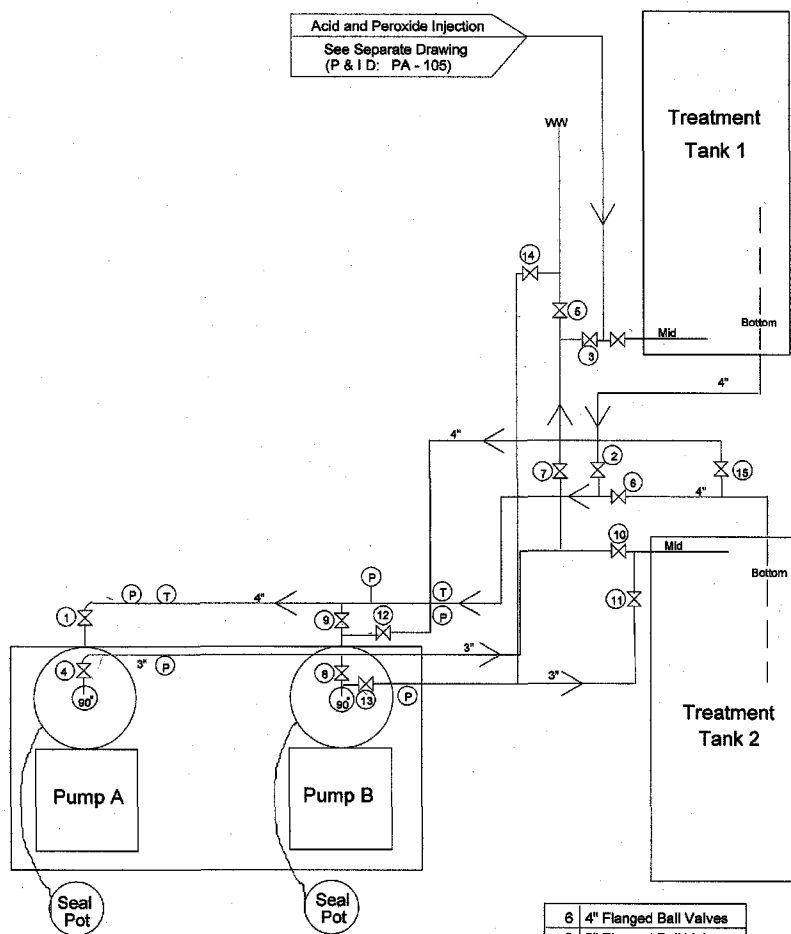 Acid and Peroxide Injection
See Separate Drawing
(P & I D: PA - 105)
Treatment
Tank 1
WW
14
5
3
Mid
Bottom
4"
4"
2
7
6
4"
15
10
Mid
Bottom
P
T
P
T
4"
P
1
9
12
11
4
3"
P
8
13
P
3"
90°
90°
Treatment
Tank 2
Pump A
Pump B
Seal
Pot
Seal
Pot
6 4" Flanged Ball Valves